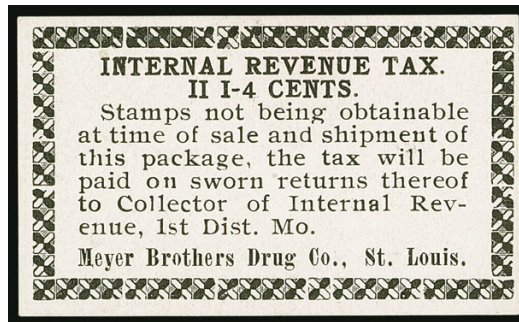 INTERNAL REVENUE TAX.
II I-4 CENTS.
Stamps not being obtainable
at time of sale and shipment of
this package, the tax will be
paid on sworn returns thereof
to Collector of Internal Rev-
enue, 1st Dist. Mo.
Meyer Brothers Drug Co., St. Louis.